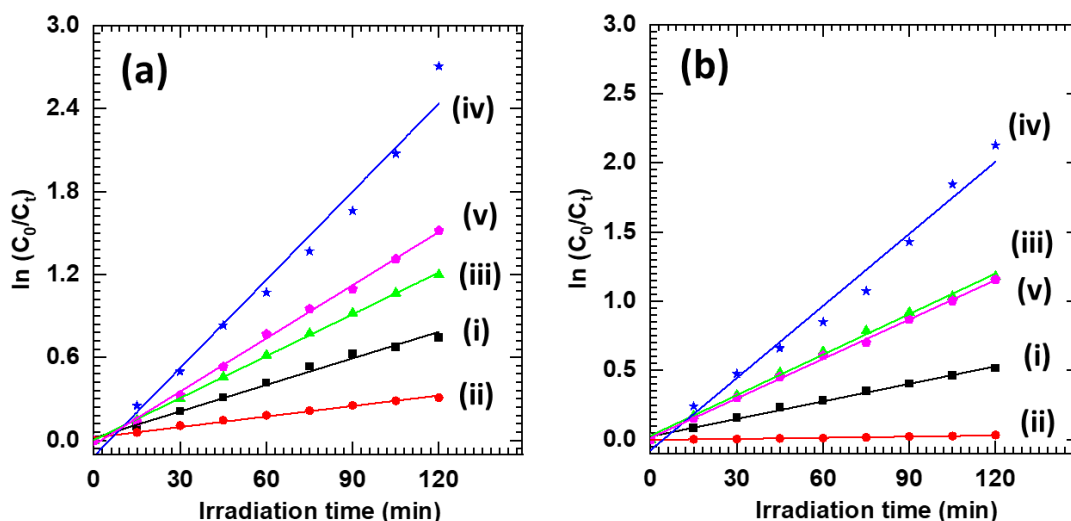 (a)
3.0
2.4
1.8
1.2
0.6
0.0
ln (C0/Ct)
(iv)
(v)
(iii)
(i)
(ii)
0 30 60 90 120
Irradiation time (min)
(b)
3.0
2.5
2.0
1.5
1.0
0.5
0.0
ln (C0/Ct)
(iv)
(iii)
(v)
(i)
(ii)
0 30 60 90 120
Irradiation time (min)